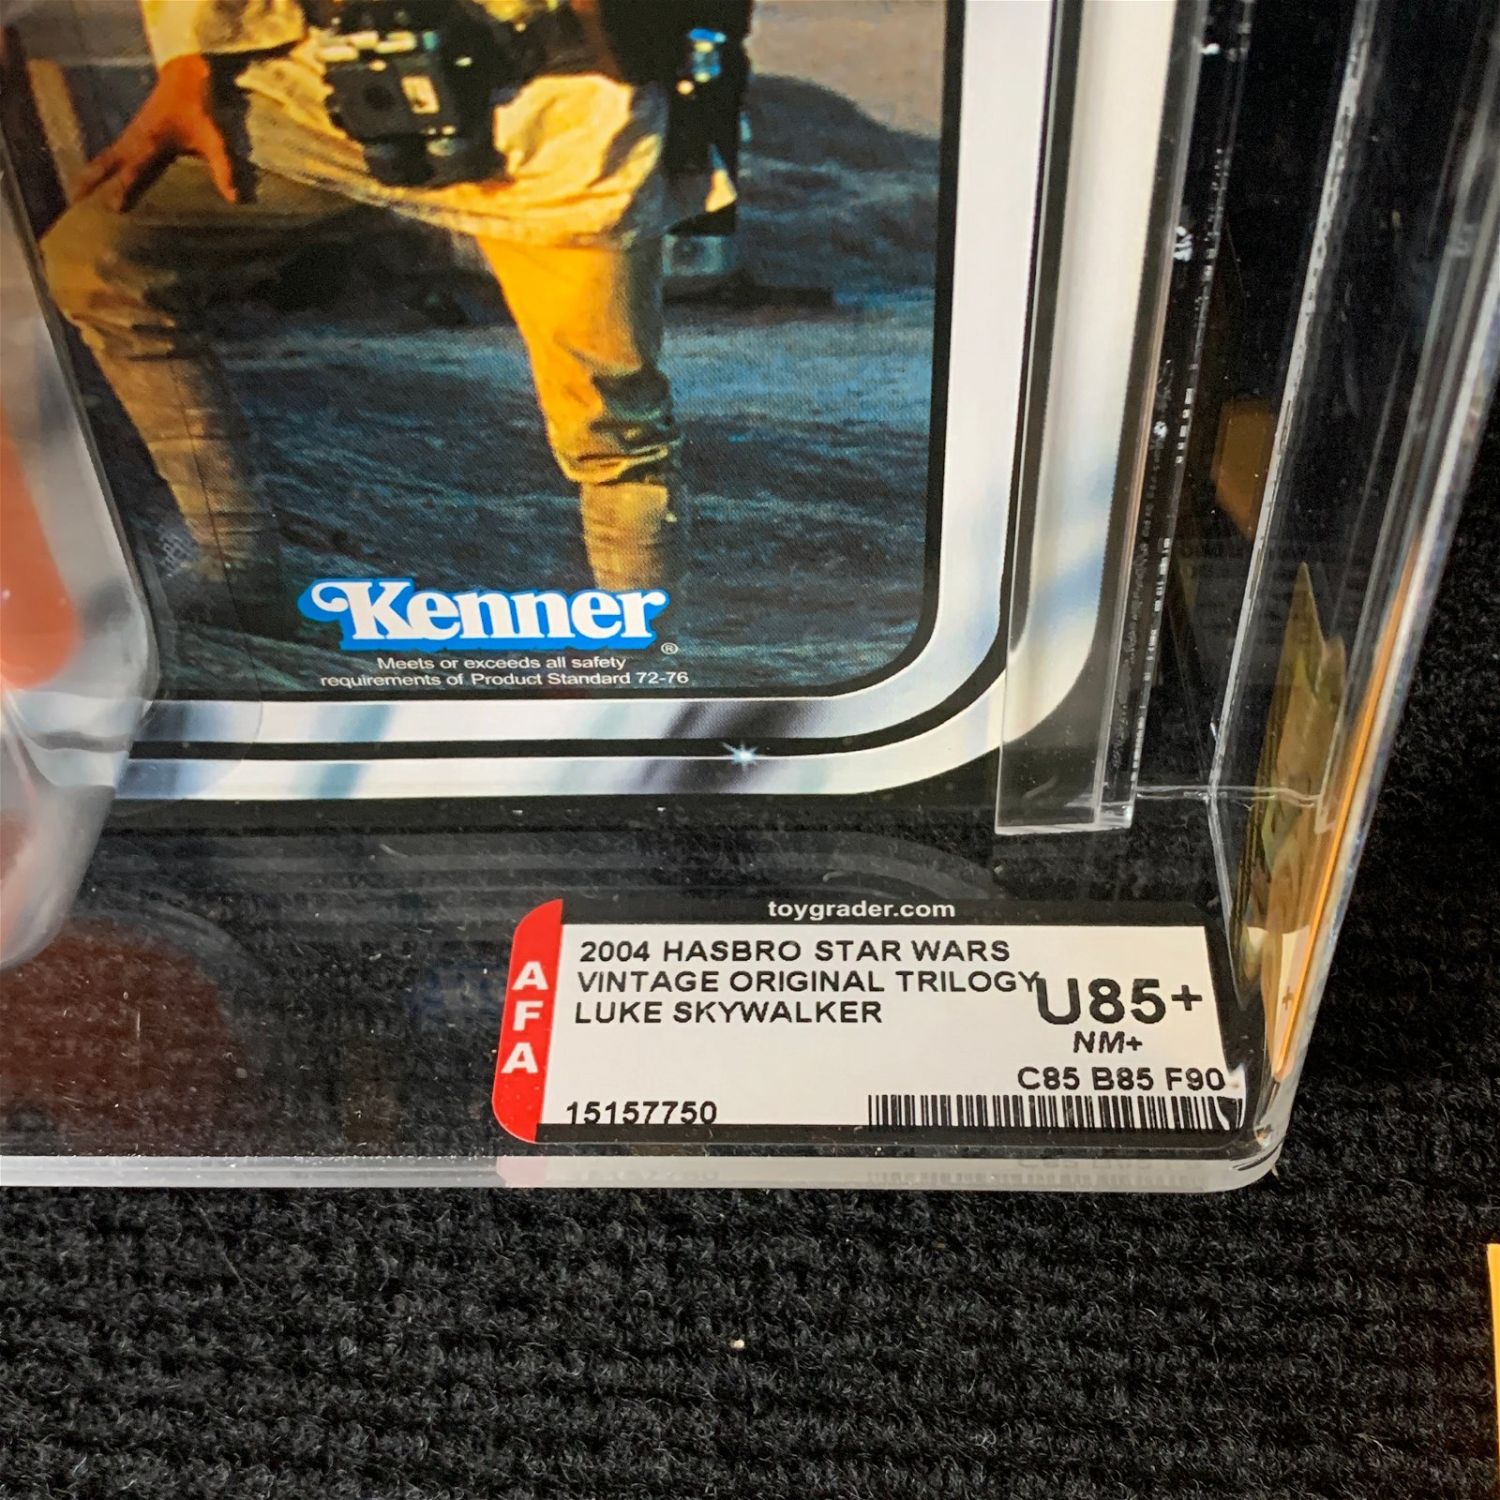 Kenner®
Meets or exceeds all safety
requirements of Product Standard 72-76
toygrader.com
AFA
2004 HASBRO STAR WARS
VINTAGE ORIGINAL TRILOGY
LUKE SKYWALKER
U85+
NM+
C85 B85 F90
15157750